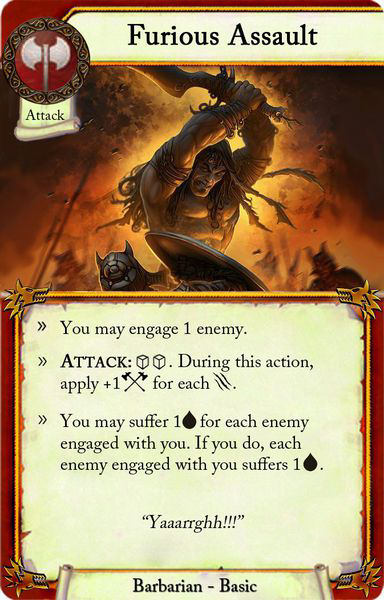 Furious Assault
Attack
» You may engage 1 enemy.
» ATTACK: . During this action,
apply +1 for each .
» You may suffer 1 for each enemy
engaged with you. If you do, each
enemy engaged with you suffers 1 .
“Yaaarrghh!!!”
Barbarian - Basic